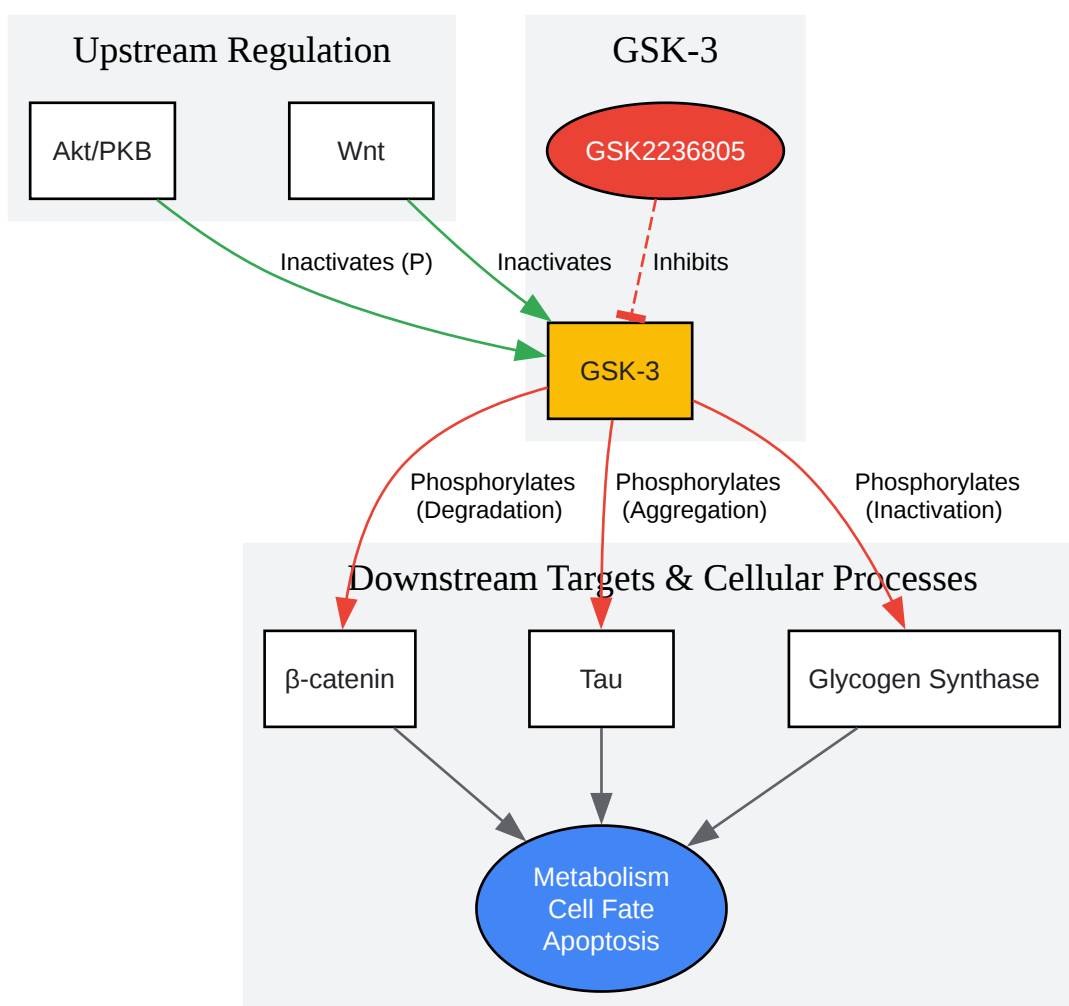 Upstream Regulation
GSK-3
Akt/PKB
Wnt
GSK2236805
Inactivates (P)
Inactivates
Inhibits
GSK-3
Phosphorylates
(Degradation)
Phosphorylates
(Aggregation)
Phosphorylates
(Inactivation)
Downstream Targets & Cellular Processes
β-catenin
Tau
Glycogen Synthase
Metabolism
Cell Fate
Apoptosis